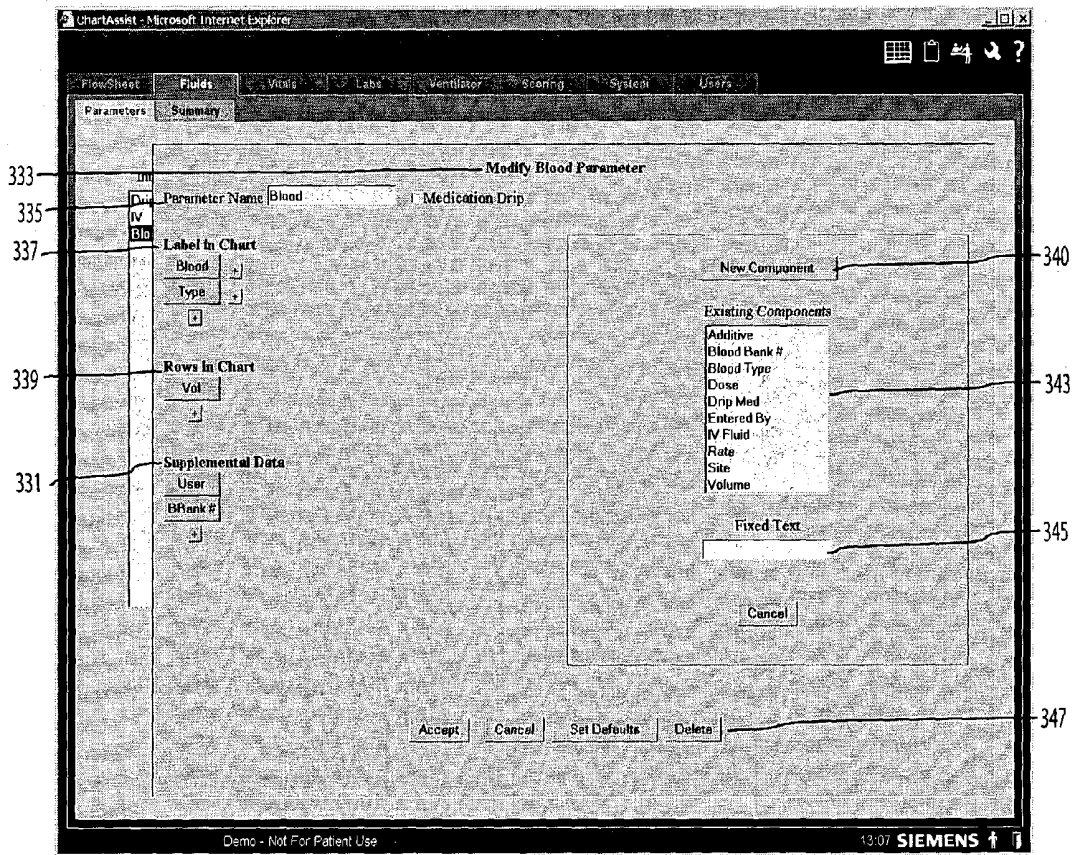 ChartAssist - Microsoft Internet Explorer
?
FlowSheet Fluids Vitals Labs Ventilator Scoring System Users
Parameters Summary
333 Modify Blood Parameter
335 Parameter Name Blood Medication Drip
IV
Blo
337 Label In Chart
Blood +
Type +
+
340 New Component
Existing Components
343
Additive
Blood Bank #
Blood Type
Dose
Drip Med
Entered By
IV Fluid
Rate
Site
Volume
339 Rows In Chart
Vol
+
331 Supplemental Data
User
BBank #
+
Fixed Text
345
Cancel
Accept Cancel Set Defaults Delete
347
Demo - Not For Patient Use 13:07 SIEMENS